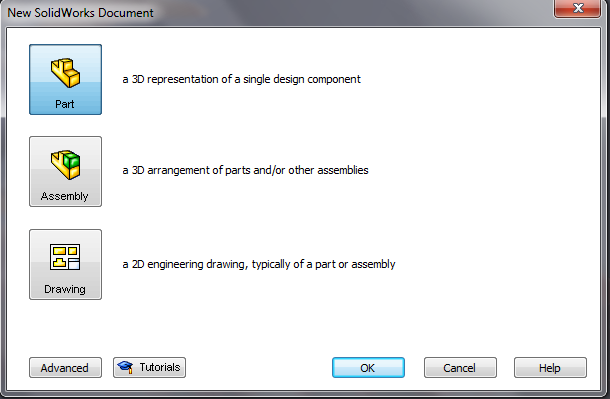 New SolidWorks Document
Part
a 3D representation of a single design component
Assembly
a 3D arrangement of parts and/or other assemblies
Drawing
a 2D engineering drawing, typically of a part or assembly
Advanced
Tutorials
OK
Cancel
Help